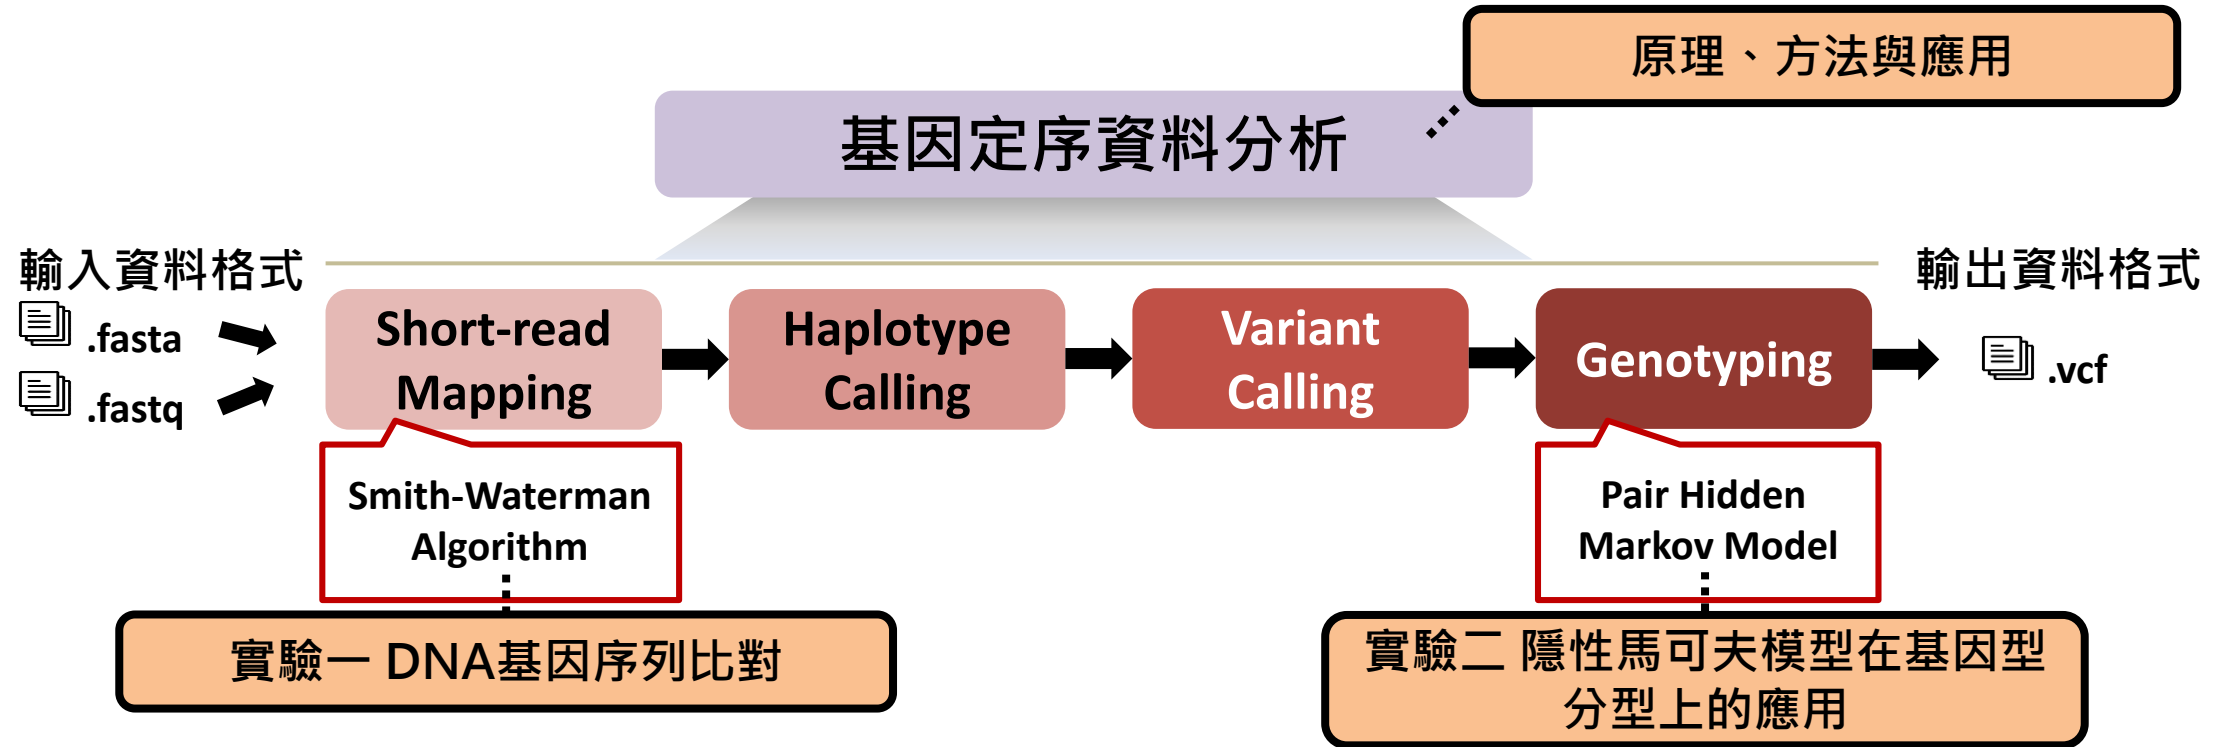 原理、方法與應用
基因定序資料分析
輸入資料格式
.fasta
.fastq
Short-read
Mapping
Haplotype
Calling
Variant
Calling
Genotyping
輸出資料格式
.vcf
Smith-Waterman
Algorithm
Pair Hidden
Markov Model
實驗一 DNA基因序列比對
實驗二 隱性馬可夫模型在基因型
分型上的應用